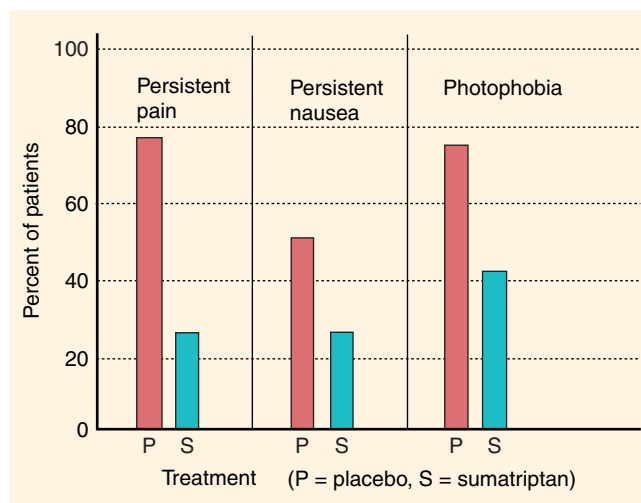 100
80
60
40
20
0
Percent of patients
Persistent
pain
Persistent
nausea
Photophobia
P S P S P S
Treatment (P = placebo, S = sumatriptan)